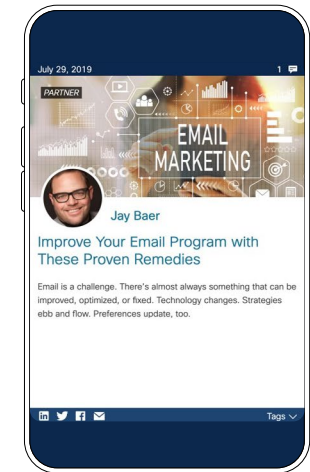 July 29, 2019 1
PARTNER
EMAIL
MARKETING
Jay Baer
Improve Your Email Program with
These Proven Remedies
Email is a challenge. There's almost always something that can be
improved, optimized, or fixed. Technology changes. Strategies
ebb and flow. Preferences update, too.
Tags